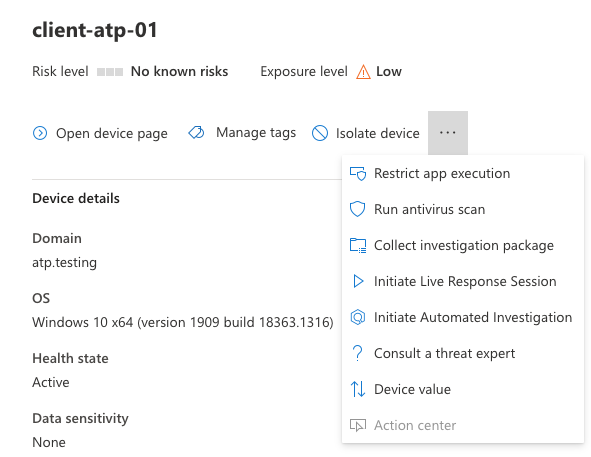 client-atp-01
Risk level No known risks Exposure level Low
Open device page Manage tags Isolate device ...
Restrict app execution
Run antivirus scan
Collect investigation package
Initiate Live Response Session
Initiate Automated Investigation
Consult a threat expert
Device value
Action center
Device details
Domain
atp.testing
OS
Windows 10 x64 (version 1909 build 18363.1316)
Health state
Active
Data sensitivity
None